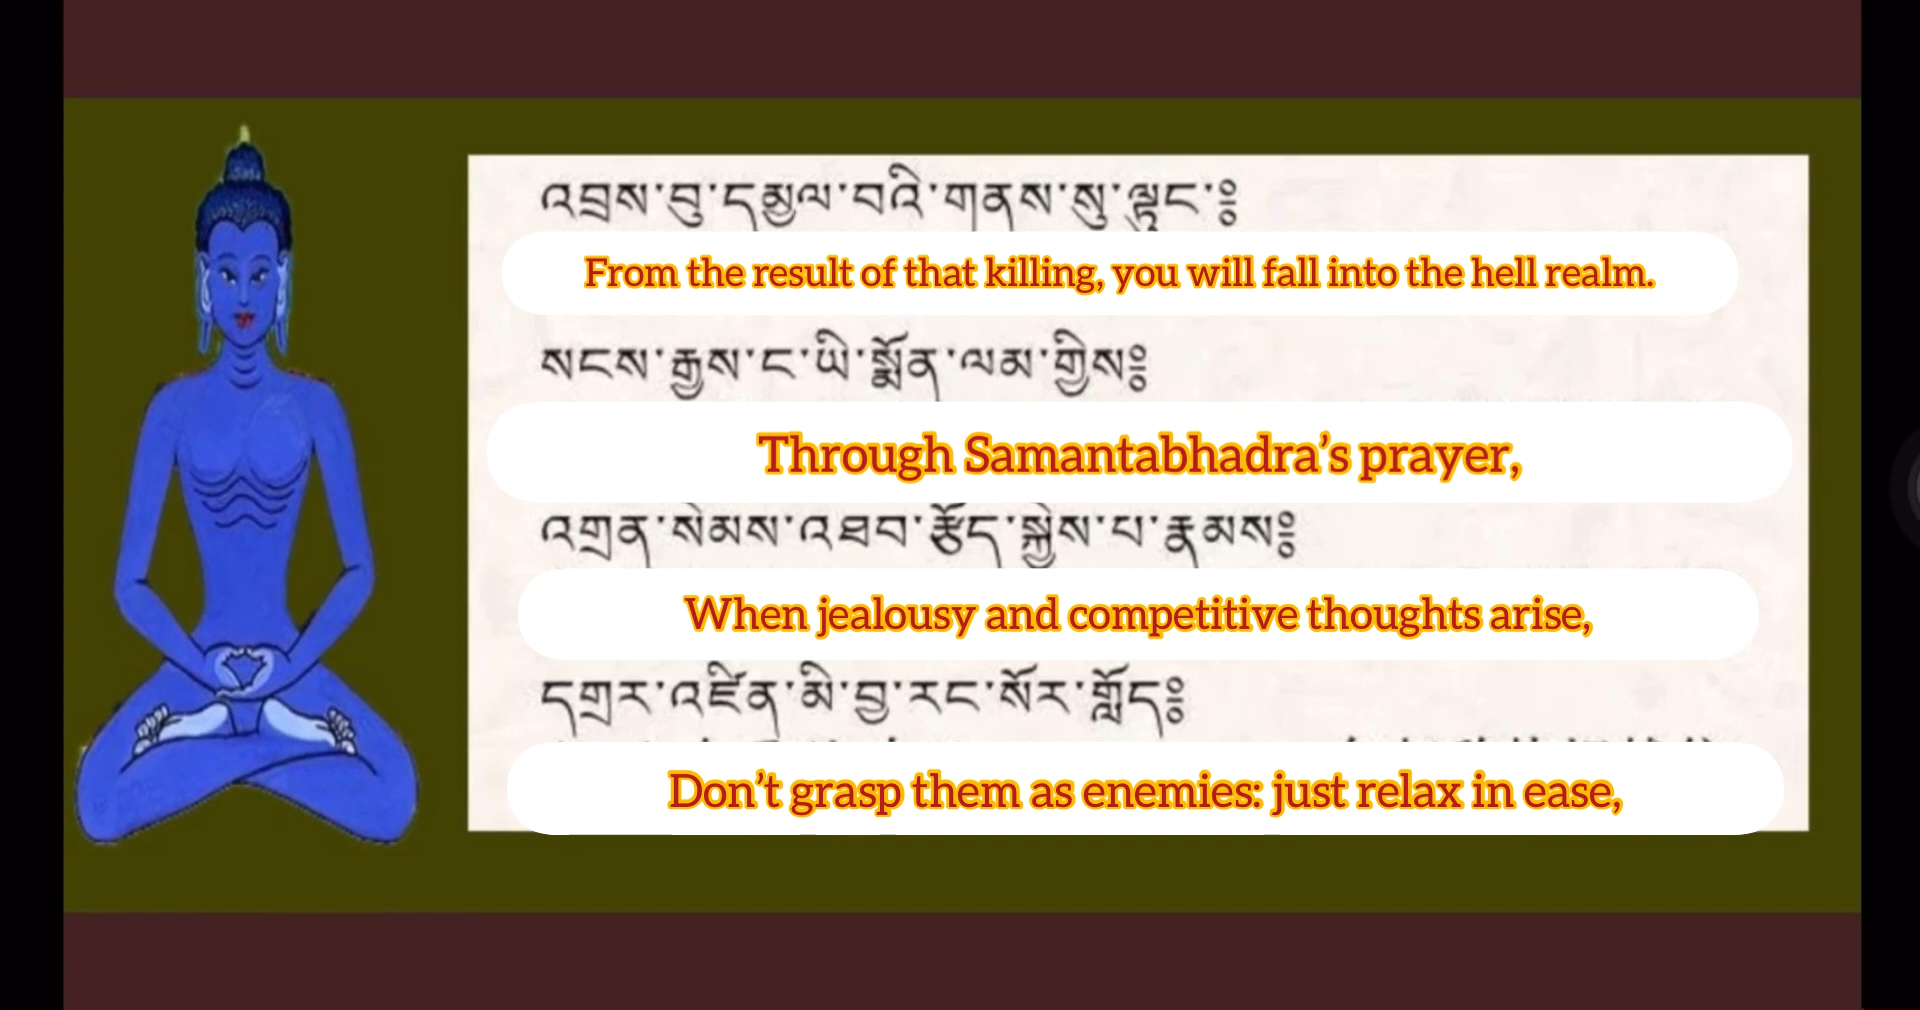 འབྲས་བུ་དམྱལ་བའི་གནས་སུ་ལྟུང་༔
From the result of that killing, you will fall into the hell realm.
སངས་རྒྱས་ང་ཡི་སྨོན་ལམ་གྱིས༔
Through Samantabhadra’s prayer,
འགྲན་སེམས་འཐབ་རྩོད་སྐྱེས་པ་རྣམས༔
When jealousy and competitive thoughts arise,
དགྲར་འཛིན་མི་བྱ་རང་སོར་གློད༔
Don’t grasp them as enemies: just relax in ease,